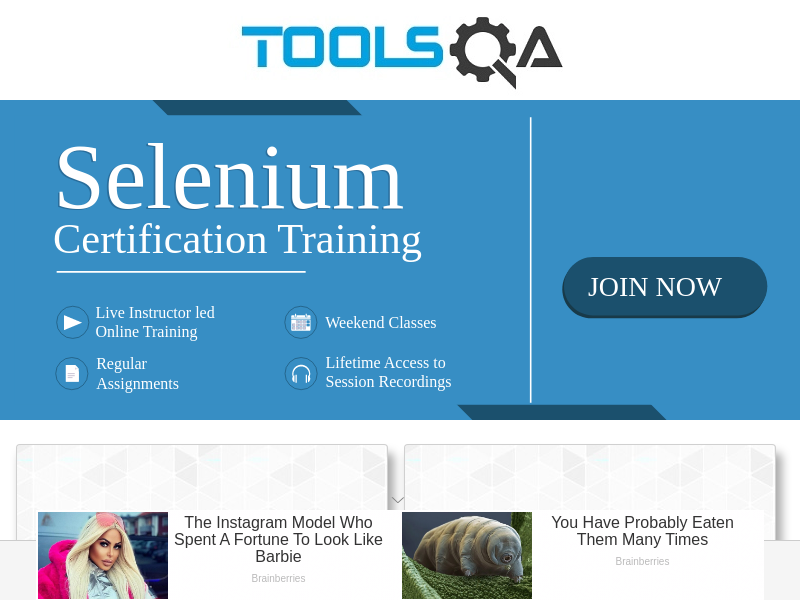 TOOLSQA
Selenium
Certification Training
JOIN NOW
Live Instructor led
Online Training
Weekend Classes
Regular
Assignments
Lifetime Access to
Session Recordings
The Instagram Model Who
Spent A Fortune To Look Like
Barbie
Brainberries
You Have Probably Eaten
Them Many Times
Brainberries